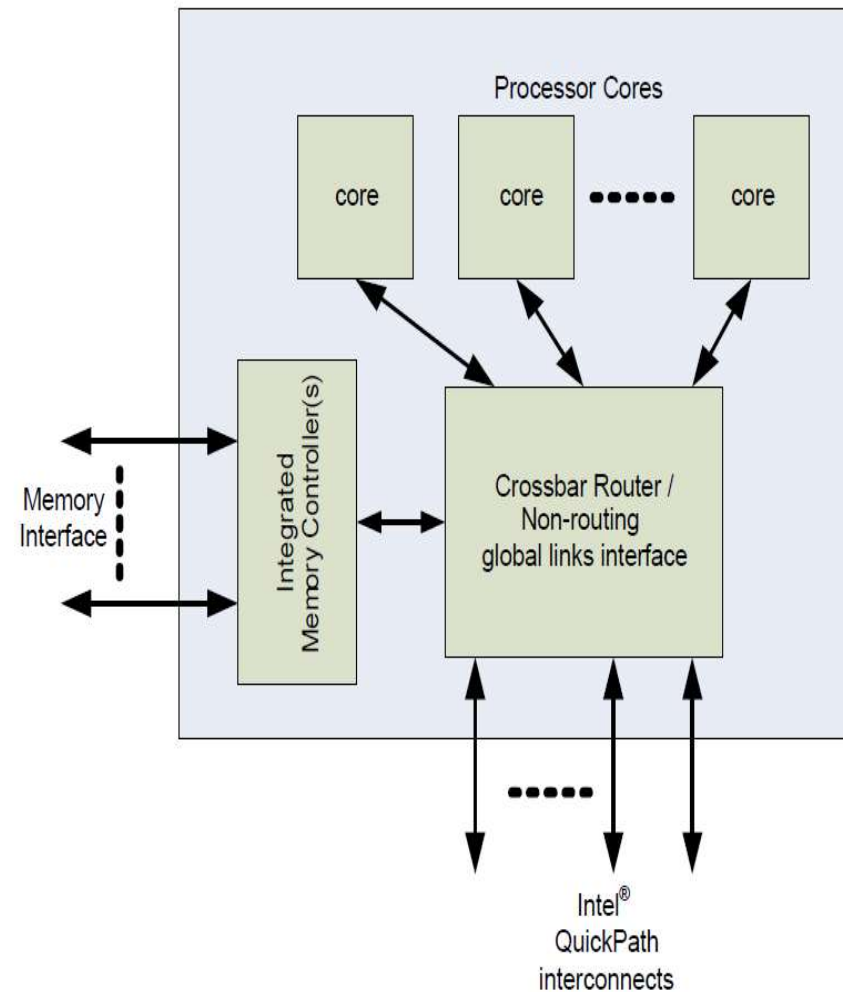 Processor Cores
core
core
core
Integrated
Memory Controller(s)
Crossbar Router /
Non-routing
global links interface
Memory
Interface
Intel®
QuickPath
interconnects